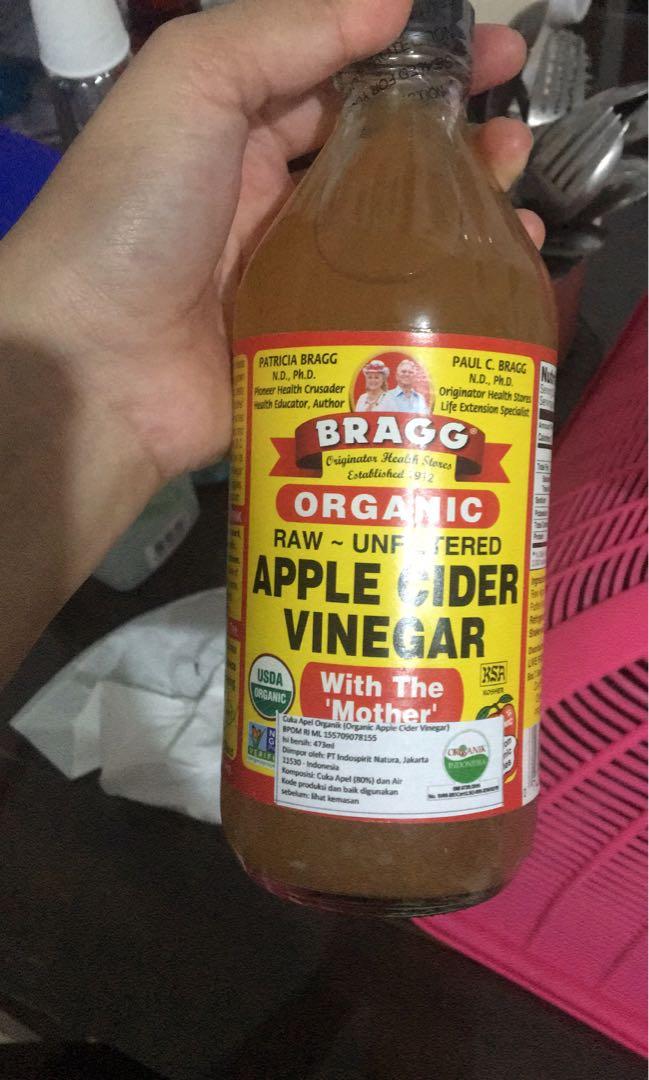 PATRICIA BRAGG
N.D., Ph.D.
Pioneer Health Crusader
Health Educator, Author
PAUL C. BRAGG
N.D., Ph.D.
Originator Health Stores
Life Extension Specialist
BRAGG
Originator Health Stores
Established 1912
ORGANIC
RAW ~ UNFILTERED
APPLE CIDER
VINEGAR
USDA
ORGANIC
With The
'Mother'
KSA
KOSHER
Cuka Apel Organik (Organic Apple Cider Vinegar)
BPOM RI ML 155709078155
Isi bersih: 473ml
Diimpor oleh: PT Indospirit Natura, Jakarta
11530 - Indonesia
Komposisi: Cuka Apel (80%) dan Air
Kode produksi dan baik digunakan
sebelum: lihat kemasan
ORGANIK
INDONESIA